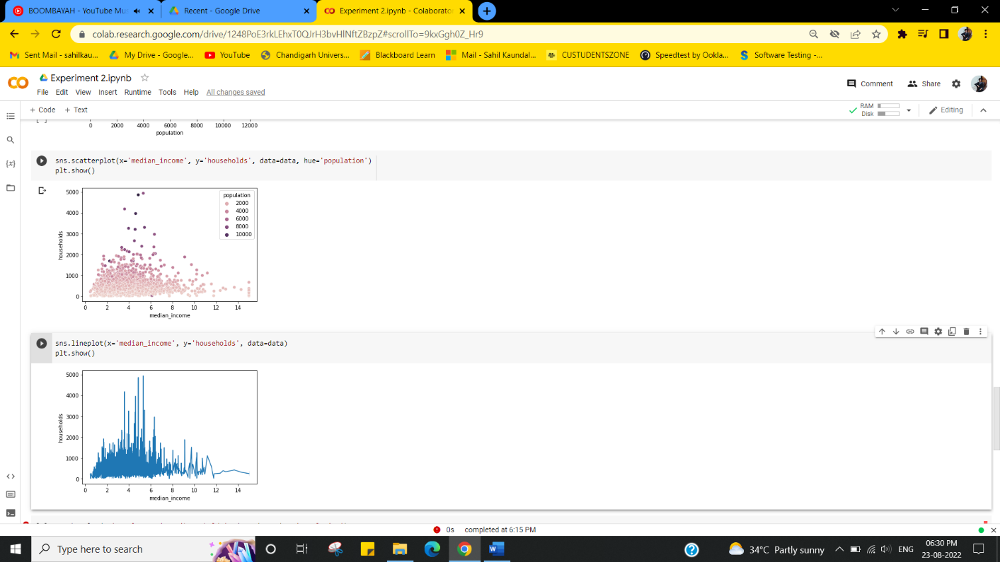 BOOMBAYAH - YouTube Mu
Recent - Google Drive
Experiment 2.ipynb - Colaborator
colab.research.google.com/drive/1248PoE3rkLEhxT0QJrH3bvHlNftZBzpZ#scrollTo=9kxGgh0Z_Hr9
Sent Mail - sahilkau...
My Drive - Google...
YouTube
Chandigarh Univers...
Blackboard Learn
Mail - Sahil Kaundal...
CUSTUDENTSZONE
Speedtest by Ookla...
Software Testing -...
Experiment 2.ipynb
Comment
Share
File Edit View Insert Runtime Tools Help All changes saved
+ Code + Text
RAM
Disk
Editing
0 2000 4000 6000 8000 10000 12000
population
sns.scatterplot(x='median_income', y='households', data=data, hue='population')
plt.show()
5000
4000
3000
2000
1000
0
households
population
2000
4000
6000
8000
10000
0 2 4 6 8 10 12 14
median_income
sns.lineplot(x='median_income', y='households', data=data)
plt.show()
5000
4000
3000
2000
1000
0
households
0 2 4 6 8 10 12 14
median_income
0s completed at 6:15 PM
Type here to search
34°C Partly sunny
ENG
06:30 PM
23-08-2022